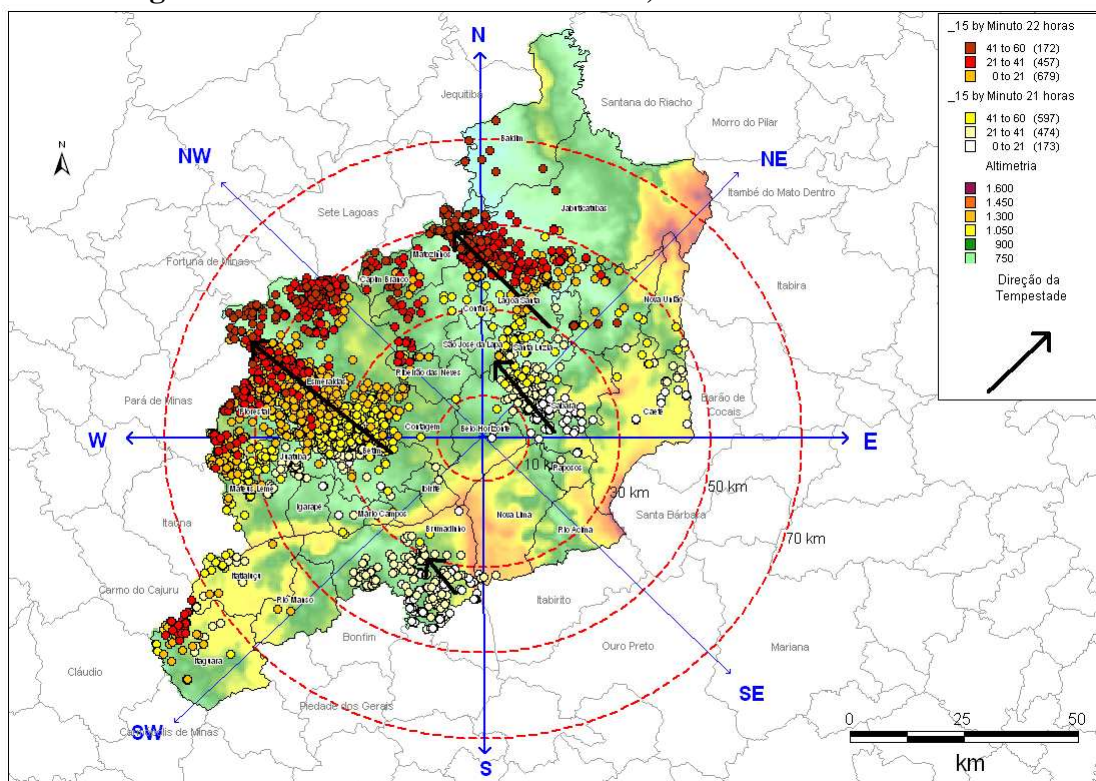 N
NW
NE
W
E
SW
SE
S
N
Jequitiba
Santana do Riacho
Morro do Pilar
Baldim
Itambé do Mato Dentro
Sete Lagoas
Jabuticatubas
Fortuna de Minas
Matozinhos
Capim Branco
Itabira
Lagoa Santa
Nova União
Confins
São José da Lapa
Santa Luzia
Ribeirão das Neves
Esmeraldas
Pará de Minas
Barão de
Cocais
Florestal
Contagem
Belo Horizonte
Sabará
Caeté
Betim
Juatuba
10 km
Raposos
Mateus Leme
Ibirité
30 km
50 km
Igarapé
Mário Campos
Santa Bárbara
Itaúna
Brumadinho
Nova Lima
Rio Acima
70 km
Itatiaiuçu
Carmo do Cajuru
Rio Manso
Itabirito
Bonfim
Ouro Preto
Mariana
Itaguara
Cláudio
Piedade dos Gerais
_15 by Minuto 22 horas
41 to 60 (172)
21 to 41 (457)
0 to 21 (679)
_15 by Minuto 21 horas
41 to 60 (597)
21 to 41 (474)
0 to 21 (173)
Altimetria
1.600
1.450
1.300
1.050
900
750
Direção da
Tempestade
0 25 50
km